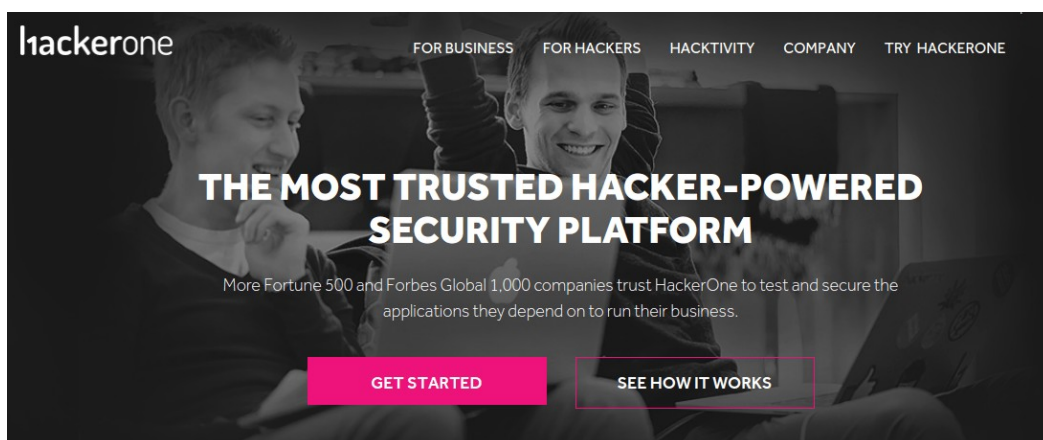 hackerone
FOR BUSINESS FOR HACKERS HACKTIVITY COMPANY TRY HACKERONE
THE MOST TRUSTED HACKER-POWERED
SECURITY PLATFORM
More Fortune 500 and Forbes Global 1,000 companies trust HackerOne to test and secure the
applications they depend on to run their business.
GET STARTED SEE HOW IT WORKS